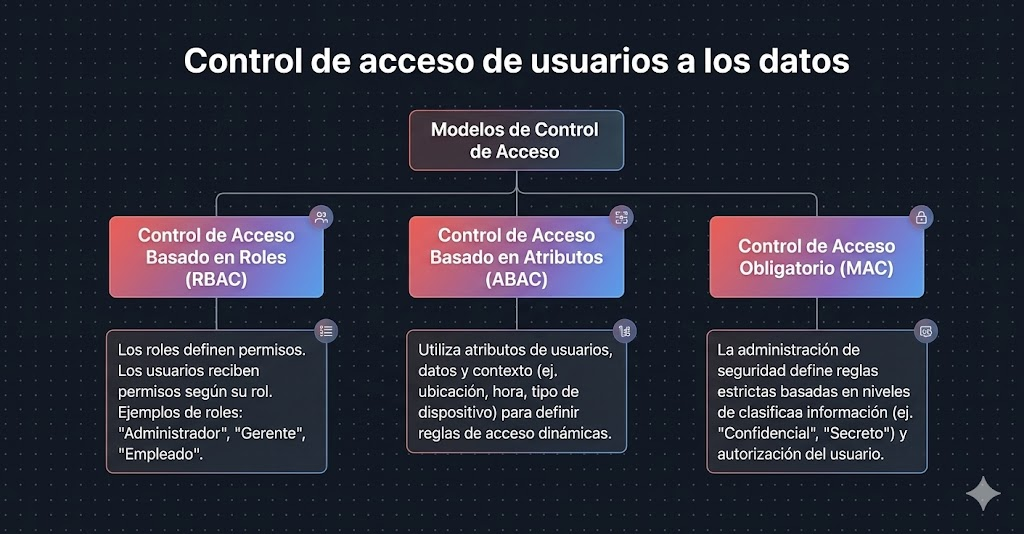 Control de acceso de usuarios a los datos
Modelos de Control
de Acceso
Control de Acceso
Basado en Roles
(RBAC)
Control de Acceso
Basado en Atributos
(ABAC)
Control de Acceso
Obligatorio (MAC)
Los roles definen permisos.
Los usuarios reciben
permisos según su rol.
Ejemplos de roles:
"Administrador", "Gerente",
"Empleado".
Utiliza atributos de usuarios,
datos y contexto (ej.
ubicación, hora, tipo de
dispositivo) para definir
reglas de acceso dinámicas.
La administración de
seguridad define reglas
estrictas basadas en niveles
de clasificaa información (ej.
"Confidencial", "Secreto") y
autorización del usuario.